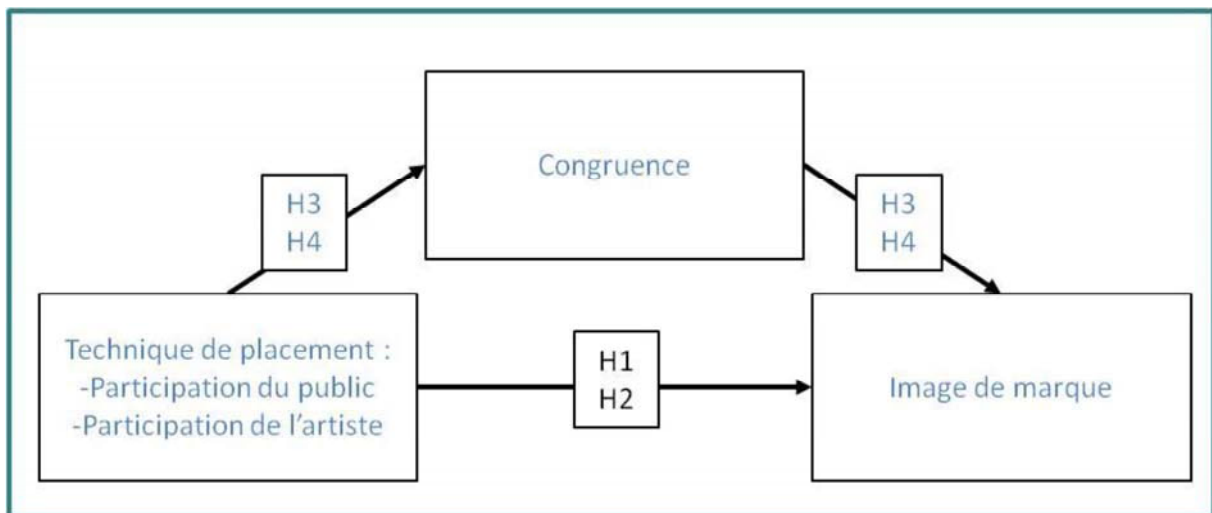 Congruence
H3
H4
H3
H4
Technique de placement :
-Participation du public
-Participation de l'artiste
H1
H2
Image de marque